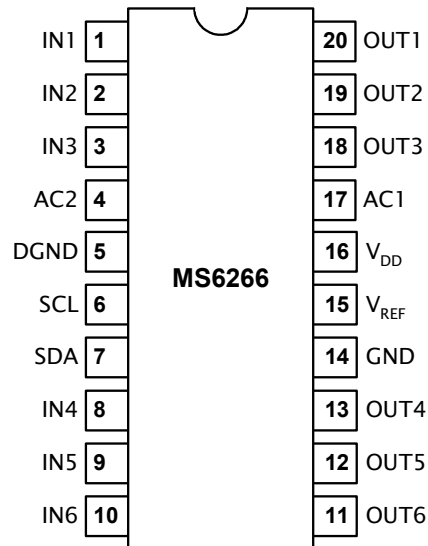 IN1 1 20 OUT1
IN2 2 19 OUT2
IN3 3 18 OUT3
AC2 4 17 AC1
DGND 5 16 VDD
MS6266
SCL 6 15 VREF
SDA 7 14 GND
IN4 8 13 OUT4
IN5 9 12 OUT5
IN6 10 11 OUT6